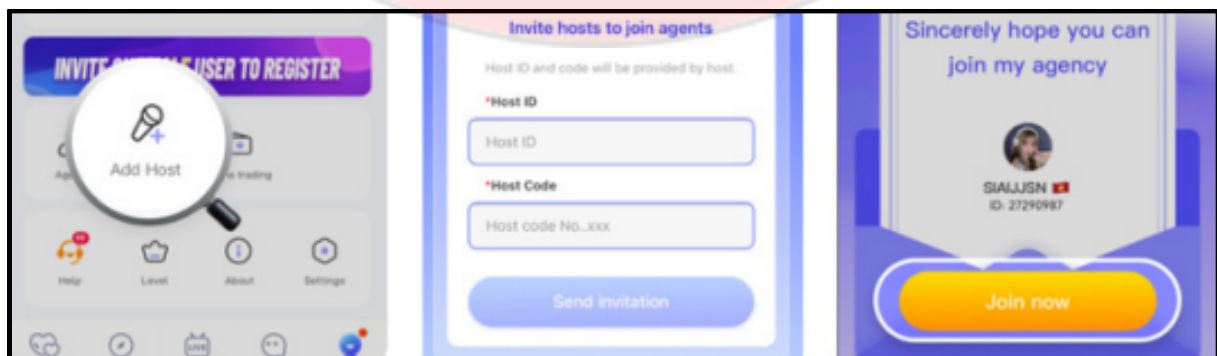 INVITE USER TO REGISTER
Add Host
trading
Help
Level
About
Settings
LIVE
Invite hosts to join agents
Host ID and code will be provided by host.
*Host ID
Host ID
*Host Code
Host code No..xxx
Send invitation
Sincerely hope you can
join my agency
SIAIJJSN
ID: 27290987
Join now